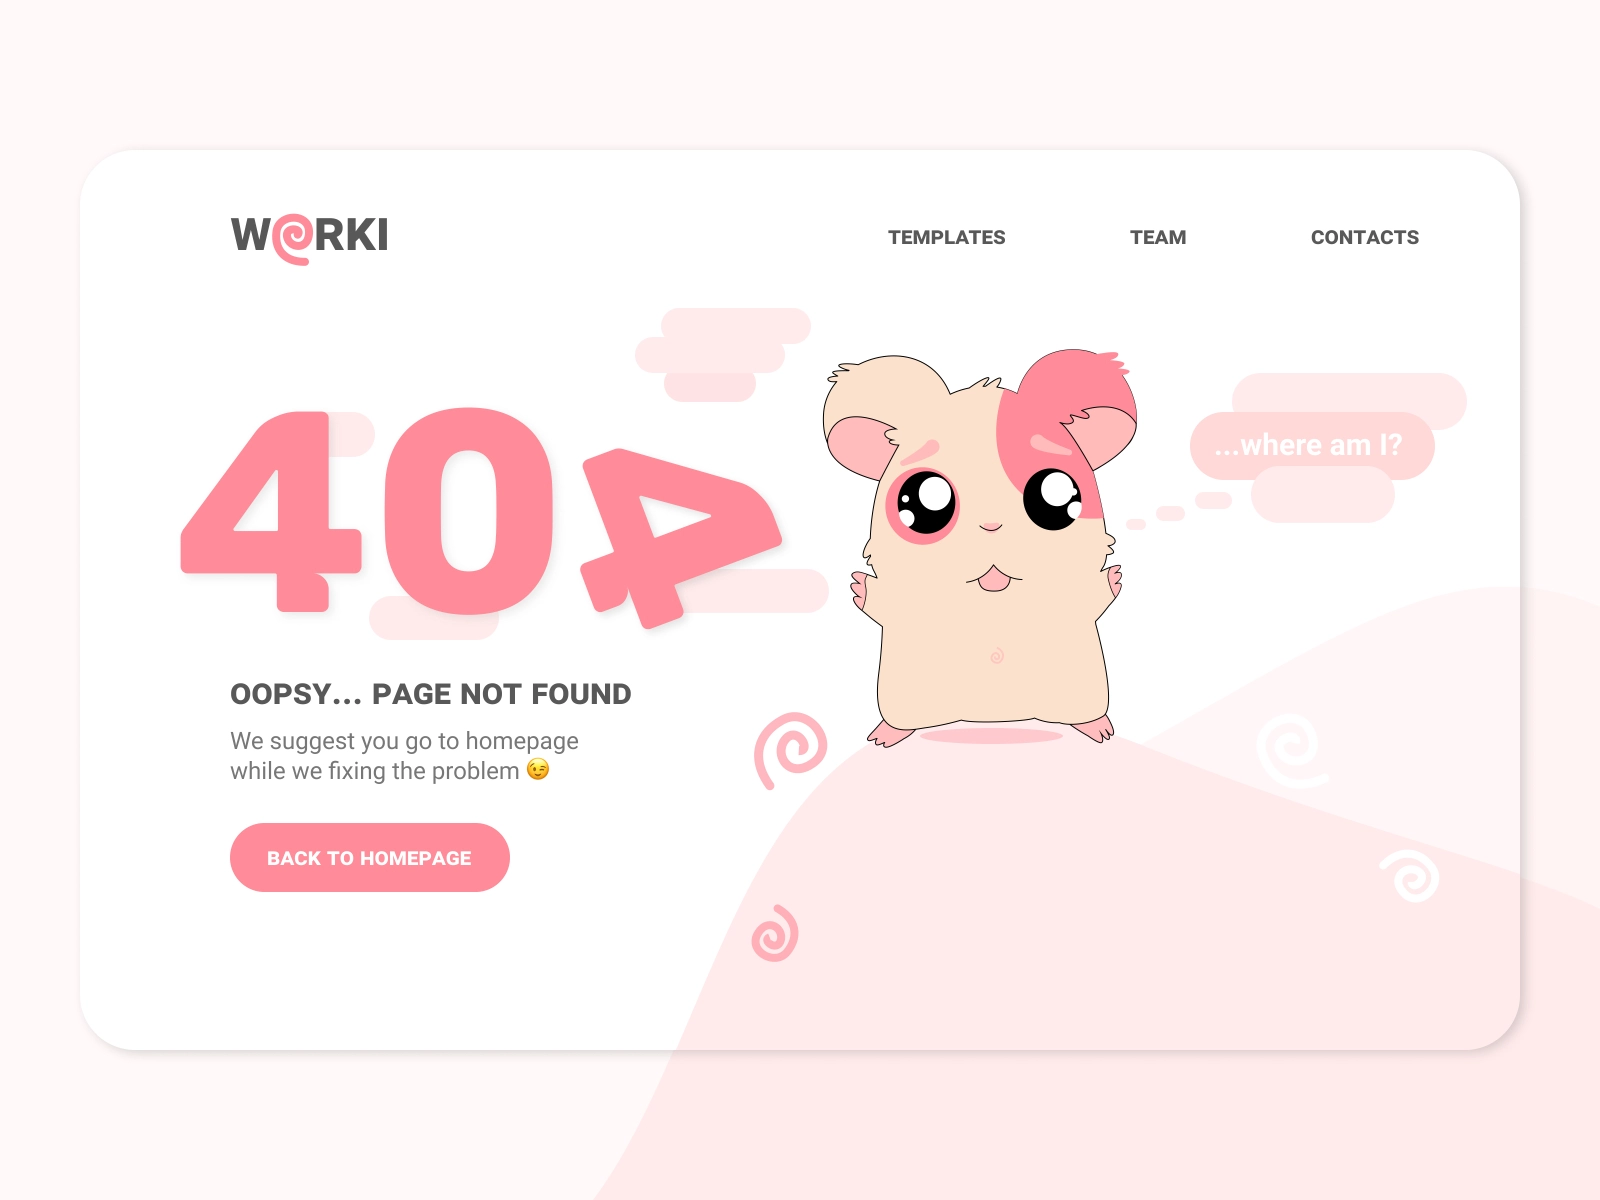 WORKI
TEMPLATES TEAM CONTACTS
404
...where am I?
OOPSY... PAGE NOT FOUND
We suggest you go to homepage
while we fixing the problem 😉
BACK TO HOMEPAGE